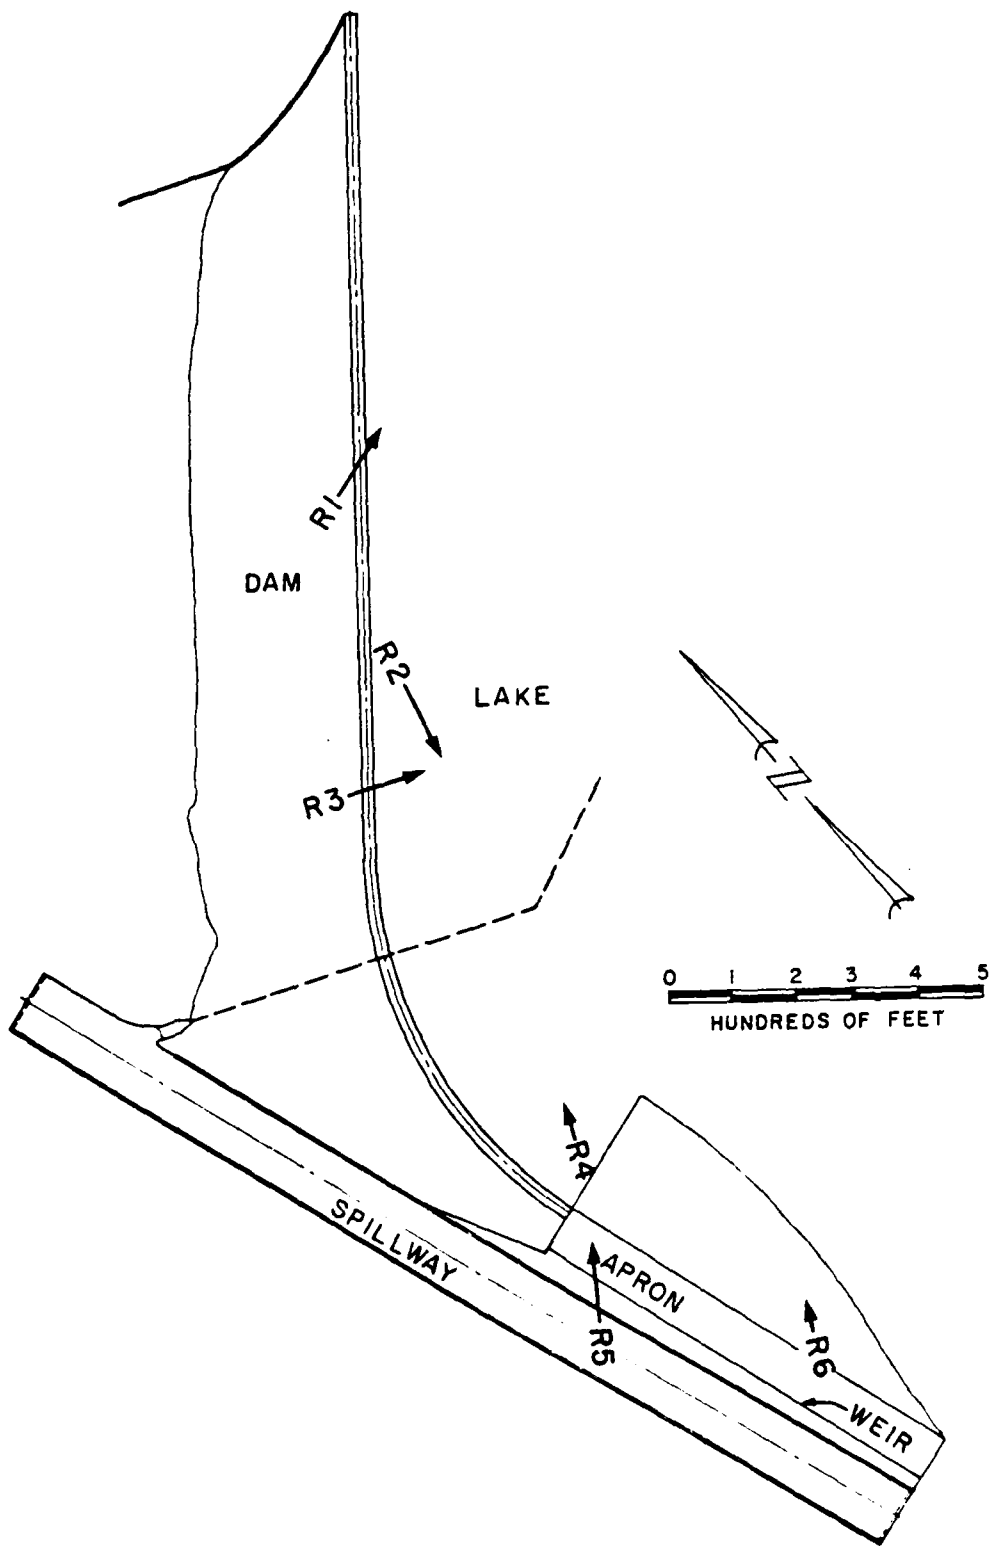 R1
DAM
R2
LAKE
R3
0 1 2 3 4 5
HUNDREDS OF FEET
R4
SPILLWAY
APRON
R5
R6
WEIR